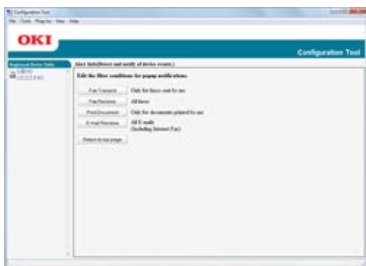 Configuration Tool
File Tools Plug-ins View Help
OKI
Configuration Tool
Registered Device Table
Alert Info(Detect and notify of device events.)
Edit the filter conditions for popup notifications.
Fax Transmit Only for faxes sent by me
Fax Receive All faxes
Print Document Only for documents printed by me
E-mail Receive All E-mails
(Including Internet Fax)
Return to top page